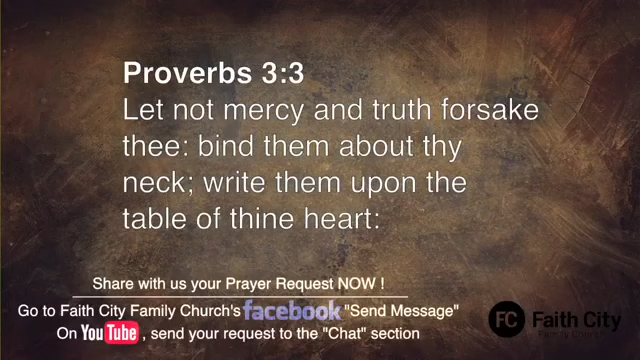 Proverbs 3:3
Let not mercy and truth forsake
thee: bind them about thy
neck; write them upon the
table of thine heart:
Share with us your Prayer Request NOW !
Go to Faith City Family Church's facebook "Send Message"
On YouTube, send your request to the "Chat" section
FC Faith City
Family Church